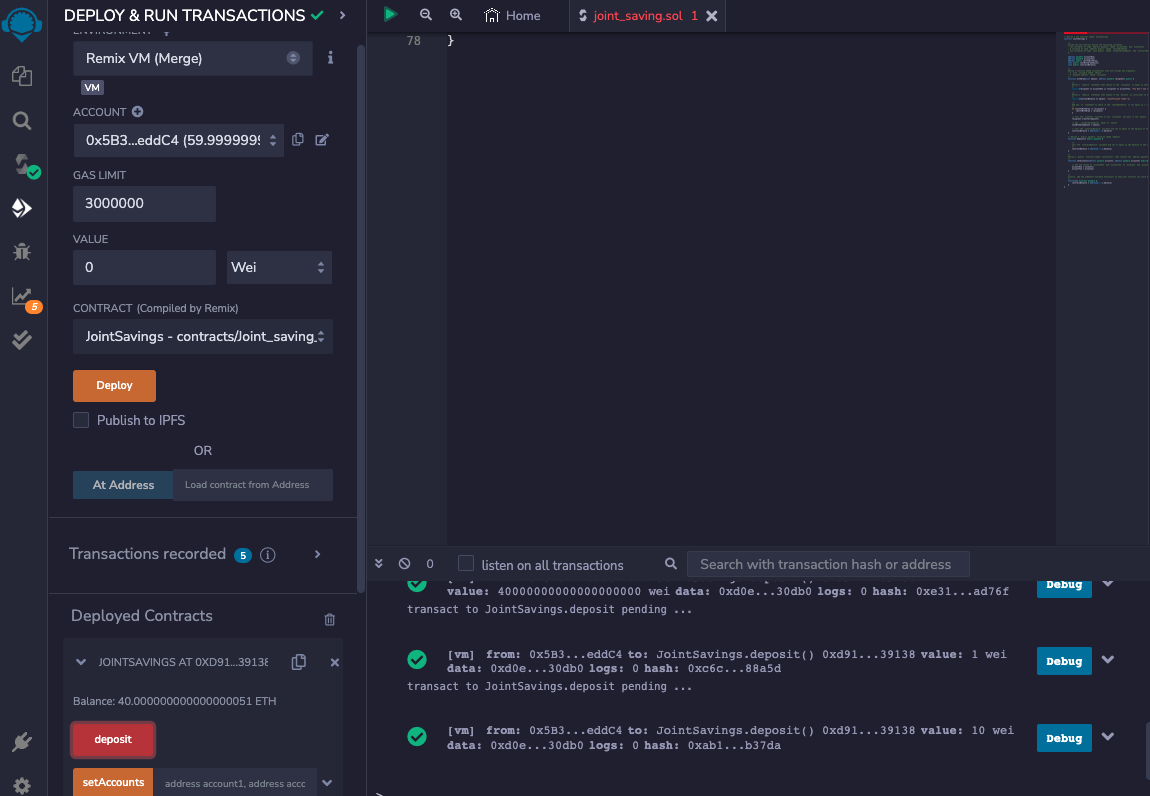 DEPLOY & RUN TRANSACTIONS
ENVIRONMENT
Remix VM (Merge)
VM
ACCOUNT
0x5B3...eddC4 (59.9999999
GAS LIMIT
3000000
VALUE
0
Wei
CONTRACT (Compiled by Remix)
JointSavings - contracts/Joint_saving_
Deploy
Publish to IPFS
OR
At Address
Load contract from Address
Transactions recorded 5
Deployed Contracts
JOINTSAVINGS AT 0XD91...39138
Balance: 40.000000000000000051 ETH
deposit
setAccounts
address account1, address acco
5
Home
joint_saving.sol 1
78 }
0
listen on all transactions
Search with transaction hash or address
value: 40000000000000000000 wei data: 0xd0e...30db0 logs: 0 hash: 0xe31...ad76f
Debug
transact to JointSavings.deposit pending ...
[vm] from: 0x5B3...eddC4 to: JointSavings.deposit() 0xd91...39138 value: 1 wei
data: 0xd0e...30db0 logs: 0 hash: 0xc6c...88a5d
Debug
transact to JointSavings.deposit pending ...
[vm] from: 0x5B3...eddC4 to: JointSavings.deposit() 0xd91...39138 value: 10 wei
data: 0xd0e...30db0 logs: 0 hash: 0xab1...b37da
Debug
>